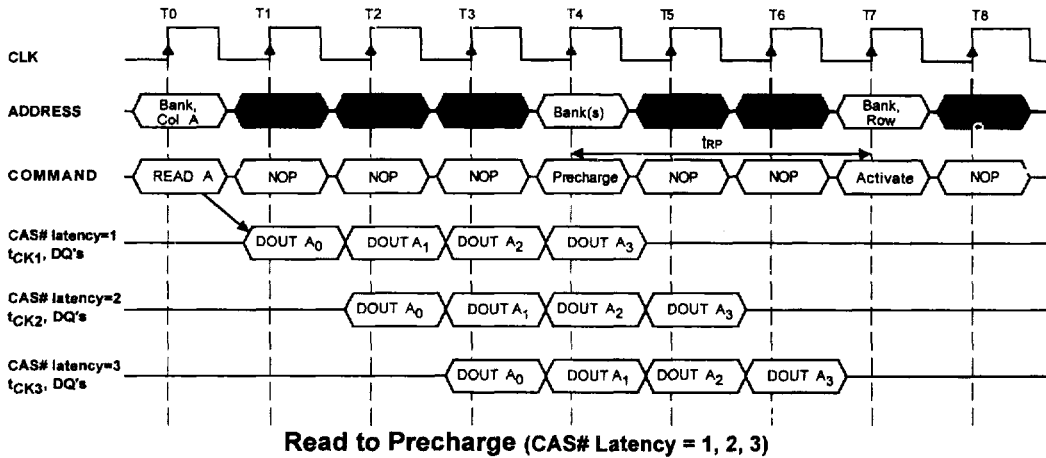 T0 T1 T2 T3 T4 T5 T6 T7 T8
CLK
ADDRESS
Bank, Col A
Bank(s)
Bank, Row
tRP
COMMAND
READ A NOP NOP NOP Precharge NOP NOP Activate NOP
CAS# latency=1
tCK1, DQ's
DOUT A0 DOUT A1 DOUT A2 DOUT A3
CAS# latency=2
tCK2, DQ's
DOUT A0 DOUT A1 DOUT A2 DOUT A3
CAS# latency=3
tCK3, DQ's
DOUT A0 DOUT A1 DOUT A2 DOUT A3
Read to Precharge (CAS# Latency = 1, 2, 3)